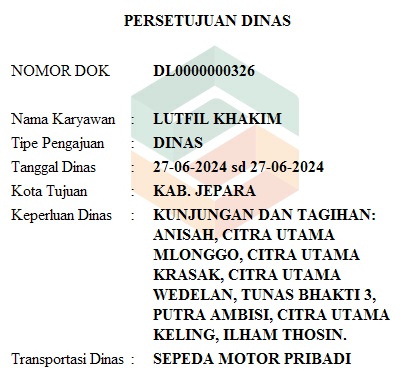 PERSETUJUAN DINAS
NOMOR DOK DL0000000326
Nama Karyawan : LUTFIL KHAKIM
Tipe Pengajuan : DINAS
Tanggal Dinas : 27-06-2024 sd 27-06-2024
Kota Tujuan : KAB. JEPARA
Keperluan Dinas : KUNJUNGAN DAN TAGIHAN:
ANISAH, CITRA UTAMA
MLONGGO, CITRA UTAMA
KRASAK, CITRA UTAMA
WEDELAN, TUNAS BHAKTI 3,
PUTRA AMBISI, CITRA UTAMA
KELING, ILHAM THOSIN.
Transportasi Dinas : SEPEDA MOTOR PRIBADI